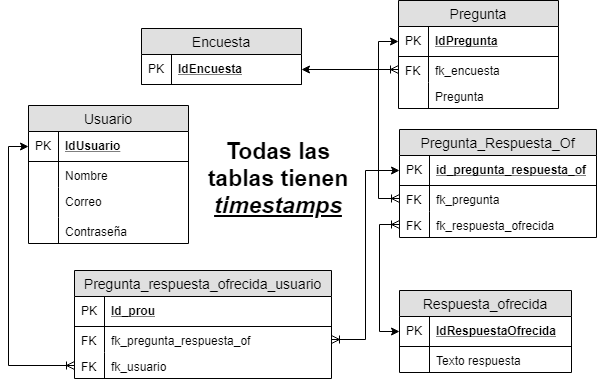 Encuesta
PK IdEncuesta
Pregunta
PK IdPregunta
FK fk_encuesta
Pregunta
Usuario
PK IdUsuario
Nombre
Correo
Contraseña
Todas las
tablas tienen
timestamps
Pregunta_Respuesta_Of
PK id_pregunta_respuesta_of
FK fk_pregunta
FK fk_respuesta_ofrecida
Pregunta_respuesta_ofrecida_usuario
PK Id_prou
FK fk_pregunta_respuesta_of
FK fk_usuario
Respuesta_ofrecida
PK IdRespuestaOfrecida
Texto respuesta